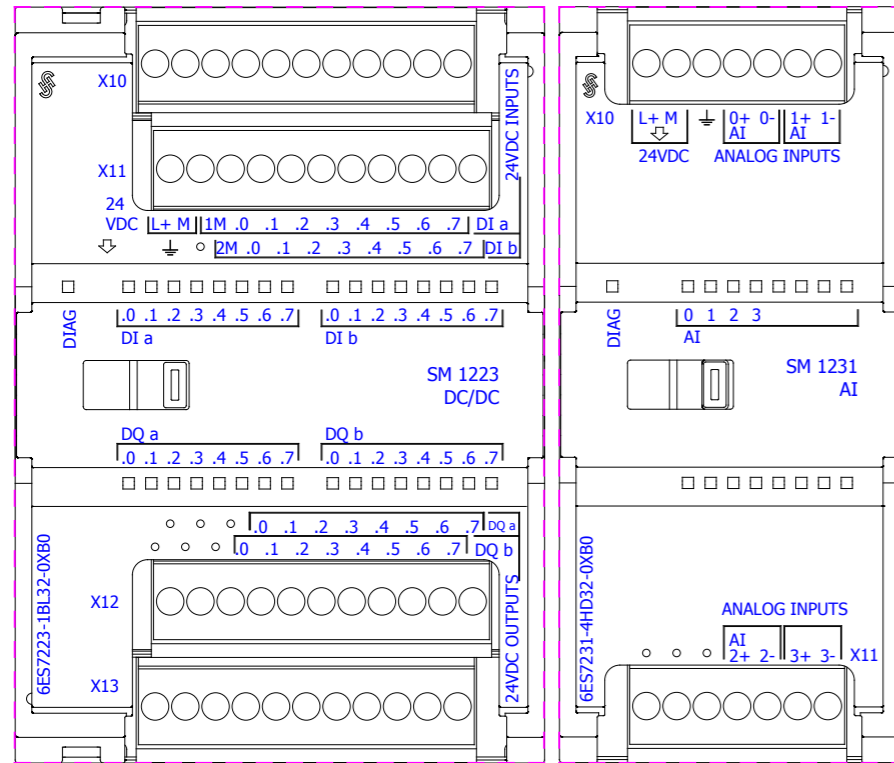 X10
X11
24VDC INPUTS
24
VDC L+ M 1M .0 .1 .2 .3 .4 .5 .6 .7 DI a
2M .0 .1 .2 .3 .4 .5 .6 .7 DI b
DIAG
.0 .1 .2 .3 .4 .5 .6 .7 .0 .1 .2 .3 .4 .5 .6 .7
DI a DI b
SM 1223
DC/DC
DQ a DQ b
.0 .1 .2 .3 .4 .5 .6 .7 .0 .1 .2 .3 .4 .5 .6 .7
.0 .1 .2 .3 .4 .5 .6 .7 DQ a
.0 .1 .2 .3 .4 .5 .6 .7 DQ b
6ES7223-1BL32-0XB0
X12
X13
24VDC OUTPUTS
X10 L+ M 0+ 0- 1+ 1-
AI AI
24VDC ANALOG INPUTS
DIAG
0 1 2 3
AI
SM 1231
AI
6ES7231-4HD32-0XB0
ANALOG INPUTS
AI
2+ 2- 3+ 3- X11